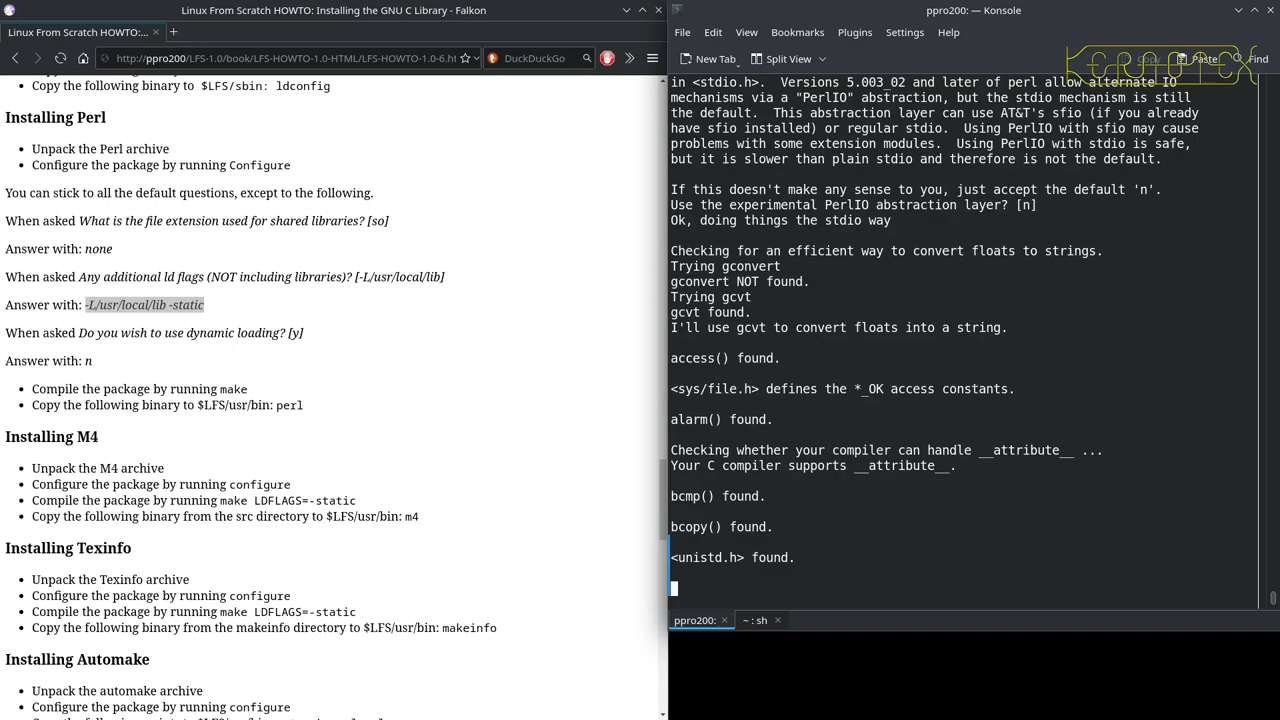 Linux From Scratch HOWTO: Installing the GNU C Library - Falkon
Linux From Scratch HOWTO:...
http://ppro200/LFS-1.0/book/LFS-HOWTO-1.0-HTML/LFS-HOWTO-1.0-6.ht
DuckDuckGo
Copy the following binary to $LFS/sbin: ldconfig
Installing Perl
Unpack the Perl archive
Configure the package by running Configure
You can stick to all the default questions, except to the following.
When asked What is the file extension used for shared libraries? [so]
Answer with: none
When asked Any additional ld flags (NOT including libraries)? [-L/usr/local/lib]
Answer with: -L/usr/local/lib -static
When asked Do you wish to use dynamic loading? [y]
Answer with: n
Compile the package by running make
Copy the following binary to $LFS/usr/bin: perl
Installing M4
Unpack the M4 archive
Configure the package by running configure
Compile the package by running make LDFLAGS=-static
Copy the following binary from the src directory to $LFS/usr/bin: m4
Installing Texinfo
Unpack the Texinfo archive
Configure the package by running configure
Compile the package by running make LDFLAGS=-static
Copy the following binary from the makeinfo directory to $LFS/usr/bin: makeinfo
Installing Automake
Unpack the automake archive
Configure the package by running configure
ppro200: — Konsole
File Edit View Bookmarks Plugins Settings Help
New Tab Split View Copy Paste Find
in <stdio.h>.  Versions 5.003_02 and later of perl allow alternate IO
mechanisms via a "PerlIO" abstraction, but the stdio mechanism is still
the default.  This abstraction layer can use AT&T's sfio (if you already
have sfio installed) or regular stdio.  Using PerlIO with sfio may cause
problems with some extension modules.  Using PerlIO with stdio is safe,
but it is slower than plain stdio and therefore is not the default.
If this doesn't make any sense to you, just accept the default 'n'.
Use the experimental PerlIO abstraction layer? [n]
Ok, doing things the stdio way
Checking for an efficient way to convert floats to strings.
Trying gconvert
gconvert NOT found.
Trying gcvt
gcvt found.
I'll use gcvt to convert floats into a string.
access() found.
<sys/file.h> defines the *_OK access constants.
alarm() found.
Checking whether your compiler can handle __attribute__ ...
Your C compiler supports __attribute__.
bcmp() found.
bcopy() found.
<unistd.h> found.
ppro200:
~ : sh